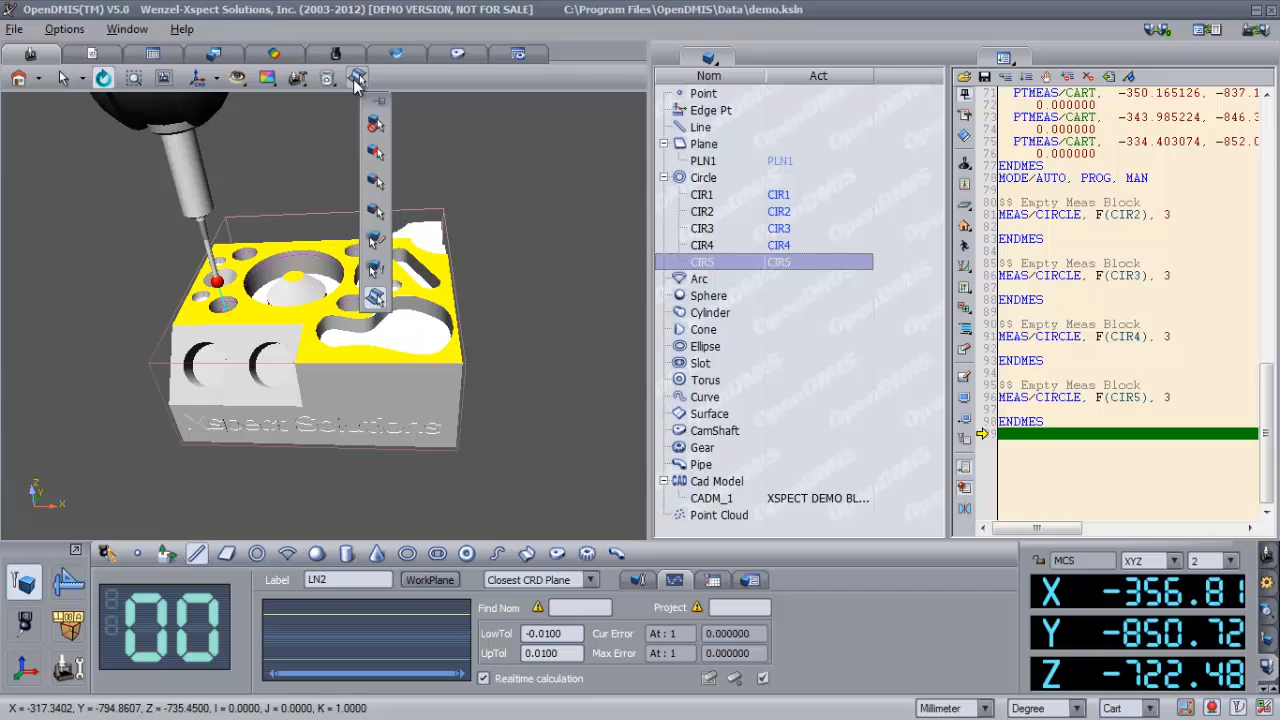 OpenDMIS(TM) V5.0 Wenzel-Xspect Solutions, Inc. (2003-2012) [DEMO VERSION, NOT FOR SALE] C:\Program Files\OpenDMIS\Data\demo.ksln
File Options Window Help
Nom Act
Point
Edge Pt
Line
Plane
PLN1 PLN1
Circle
CIR1 CIR1
CIR2 CIR2
CIR3 CIR3
CIR4 CIR4
CIR5 CIR5
Arc
Sphere
Cylinder
Cone
Ellipse
Slot
Torus
Curve
Surface
CamShaft
Gear
Pipe
CAD Cad Model
CADM_1 XSPECT DEMO BL...
Point Cloud
71 PTMEAS/CART, -350.165126, -837.1
72 0.000000
73 PTMEAS/CART, -343.985224, -846.3
74 0.000000
75 PTMEAS/CART, -334.403074, -852.0
76 0.000000
77 ENDMES
78 MODE/AUTO, PROG, MAN
79
80 $$ Empty Meas Block
81 MEAS/CIRCLE, F(CIR2), 3
82
83 ENDMES
84
85 $$ Empty Meas Block
86 MEAS/CIRCLE, F(CIR3), 3
87
88 ENDMES
89
90 $$ Empty Meas Block
91 MEAS/CIRCLE, F(CIR4), 3
92
93 ENDMES
94
95 $$ Empty Meas Block
96 MEAS/CIRCLE, F(CIR5), 3
97
98 ENDMES
Xspect Solutions
Z
Y
X
00
Label LN2 WorkPlane Closest CRD Plane
Find Nom Project
LowTol -0.0100 Cur Error At : 1 0.000000
UpTol 0.0100 Max Error At : 1 0.000000
Realtime calculation
MCS XYZ 2
X -356.81
Y -850.72
Z -722.48
X = -317.3402, Y = -794.8607, Z = -735.4500, I = 0.0000, J = 0.0000, K = 1.0000
Millimeter Degree Cart